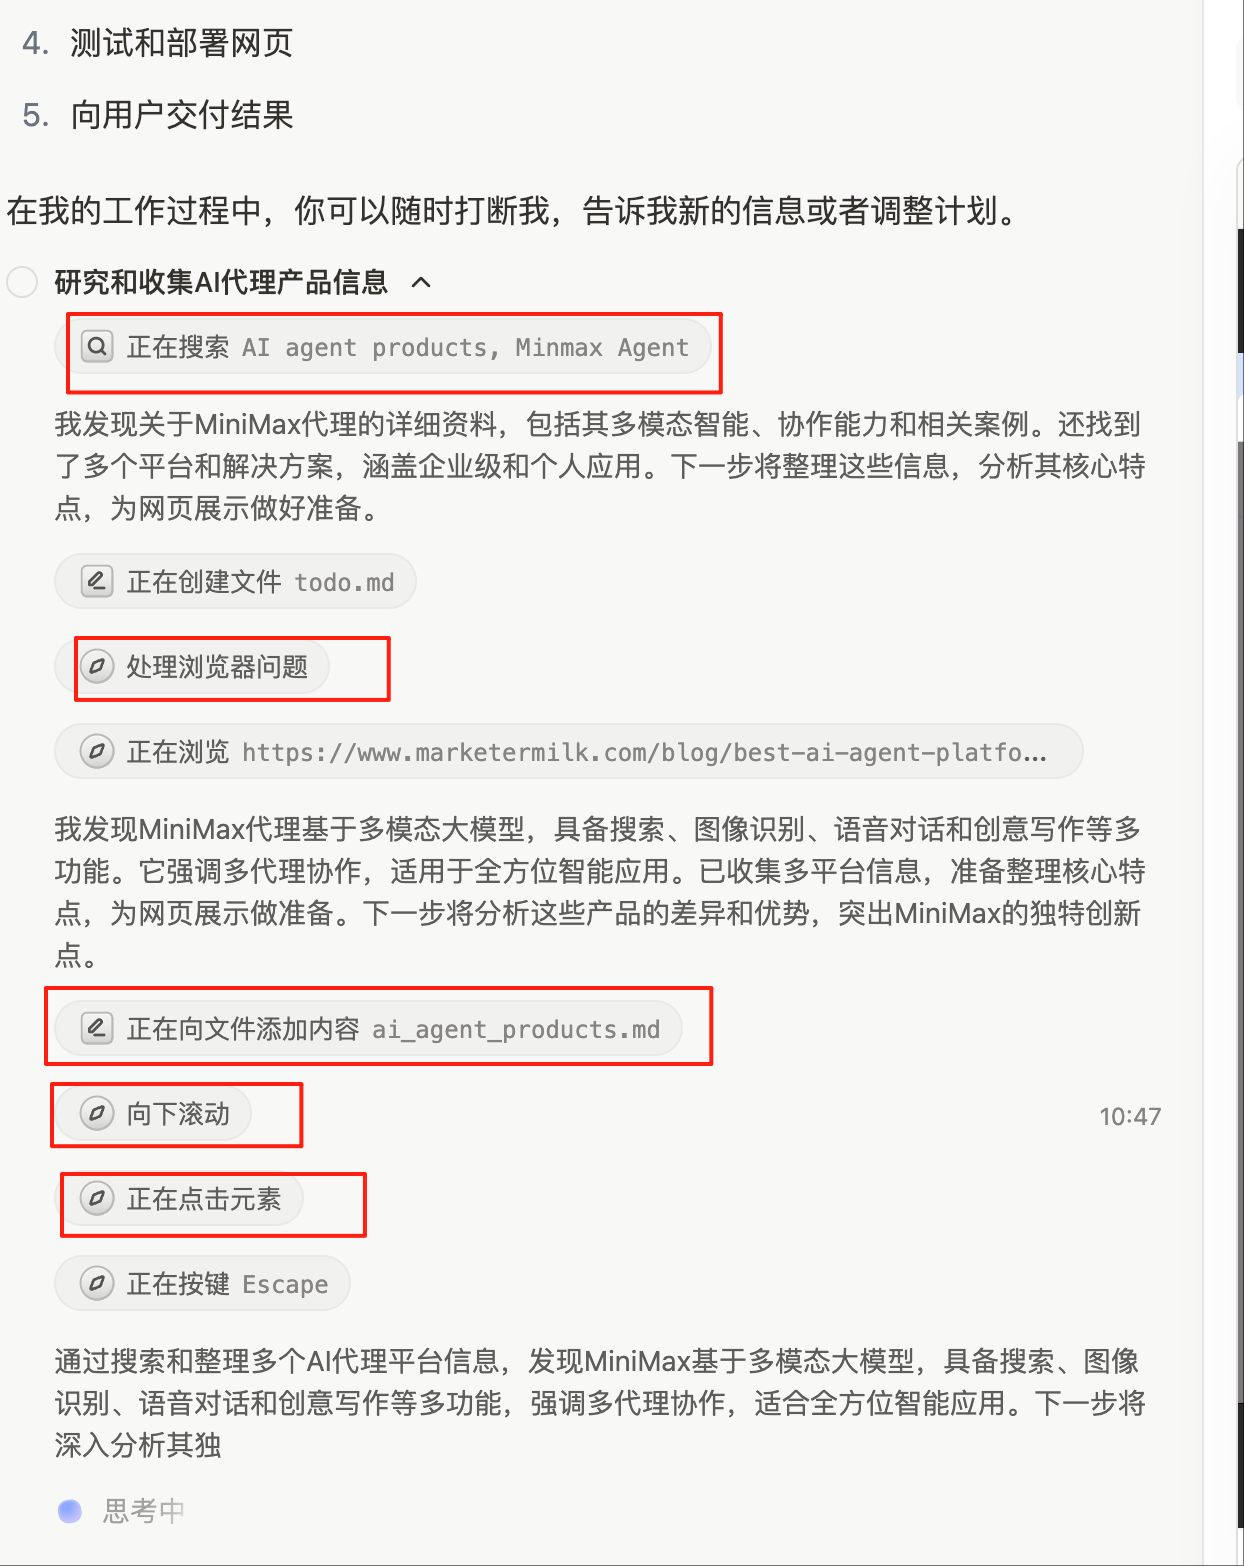 4. 测试和部署网页
5. 向用户交付结果
在我的工作过程中，你可以随时打断我，告诉我新的信息或者调整计划。
研究和收集AI代理产品信息
正在搜索 AI agent products, Minmax Agent
我发现关于MiniMax代理的详细资料，包括其多模态智能、协作能力和相关案例。还找到
了多个平台和解决方案，涵盖企业级和个人应用。下一步将整理这些信息，分析其核心特
点，为网页展示做好准备。
正在创建文件 todo.md
处理浏览器问题
正在浏览 https://www.marketermilk.com/blog/best-ai-agent-platfo...
我发现MiniMax代理基于多模态大模型，具备搜索、图像识别、语音对话和创意写作等多
功能。它强调多代理协作，适用于全方位智能应用。已收集多平台信息，准备整理核心特
点，为网页展示做准备。下一步将分析这些产品的差异和优势，突出MiniMax的独特创新
点。
正在向文件添加内容 ai_agent_products.md
向下滚动
10:47
正在点击元素
正在按键 Escape
通过搜索和整理多个AI代理平台信息，发现MiniMax基于多模态大模型，具备搜索、图像
识别、语音对话和创意写作等多功能，强调多代理协作，适合全方位智能应用。下一步将
深入分析其独
思考中